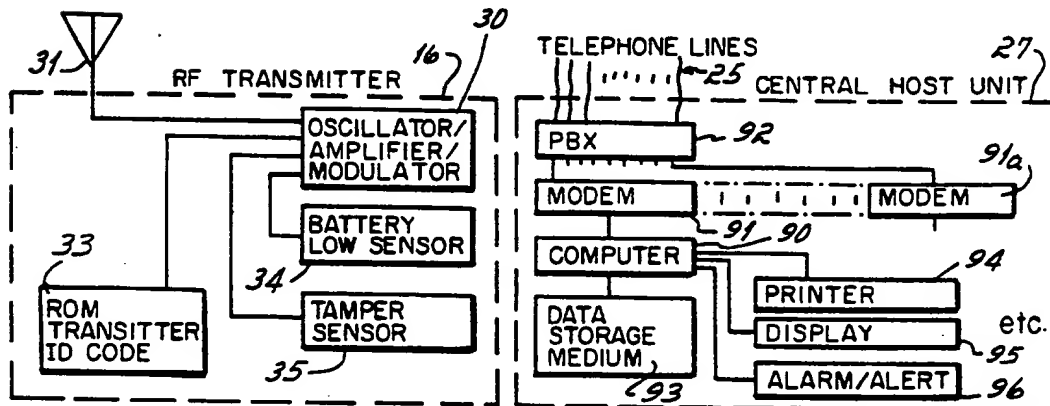 31
RF TRANSMITTER
16
30
OSCILLATOR/
AMPLIFIER/
MODULATOR
BATTERY
LOW SENSOR
34
33
ROM
TRANSITTER
ID CODE
TAMPER
SENSOR
35
TELEPHONE LINES
25
27
CENTRAL HOST UNIT
PBX
92
91a
MODEM
91
MODEM
90
COMPUTER
94
PRINTER
DATA
STORAGE
MEDIUM
93
DISPLAY
95
etc.
ALARM/ALERT
96